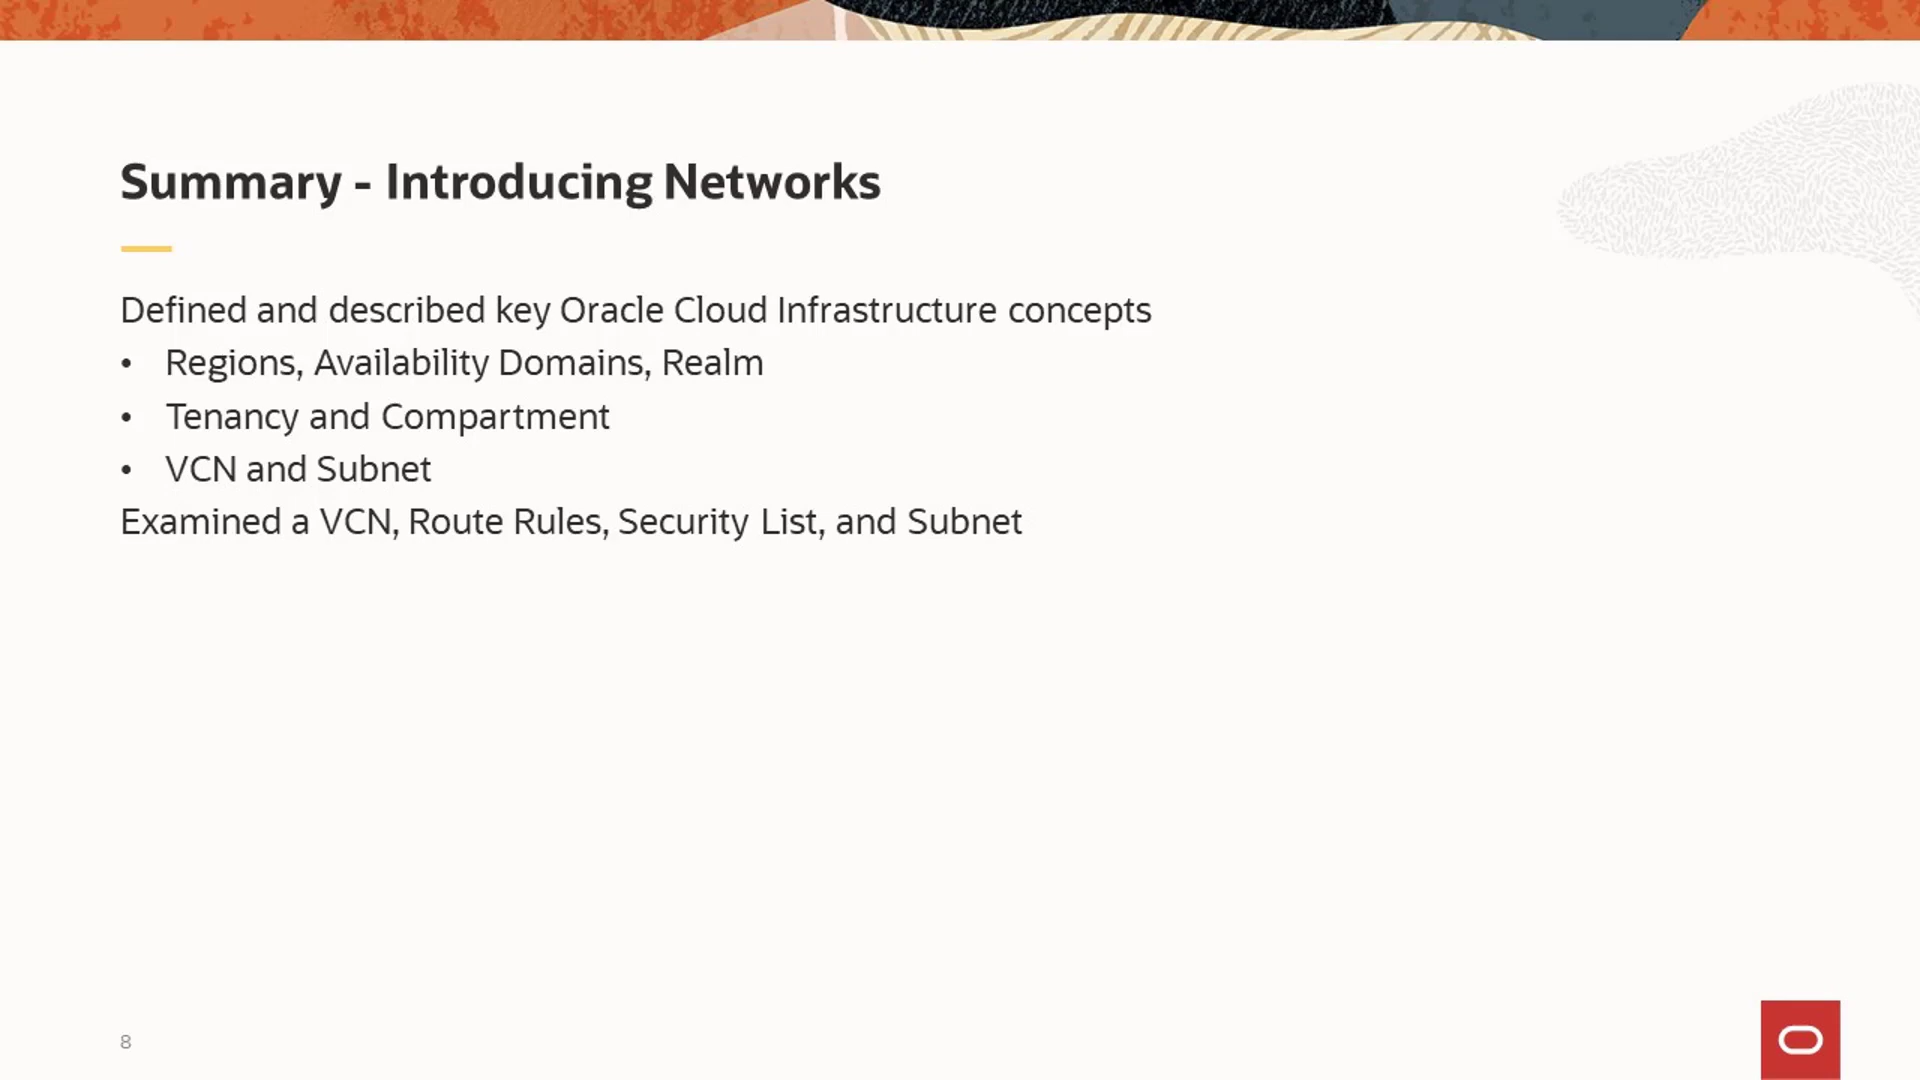 Summary - Introducing Networks
Defined and described key Oracle Cloud Infrastructure concepts
• Regions, Availability Domains, Realm
• Tenancy and Compartment
• VCN and Subnet
Examined a VCN, Route Rules, Security List, and Subnet
8